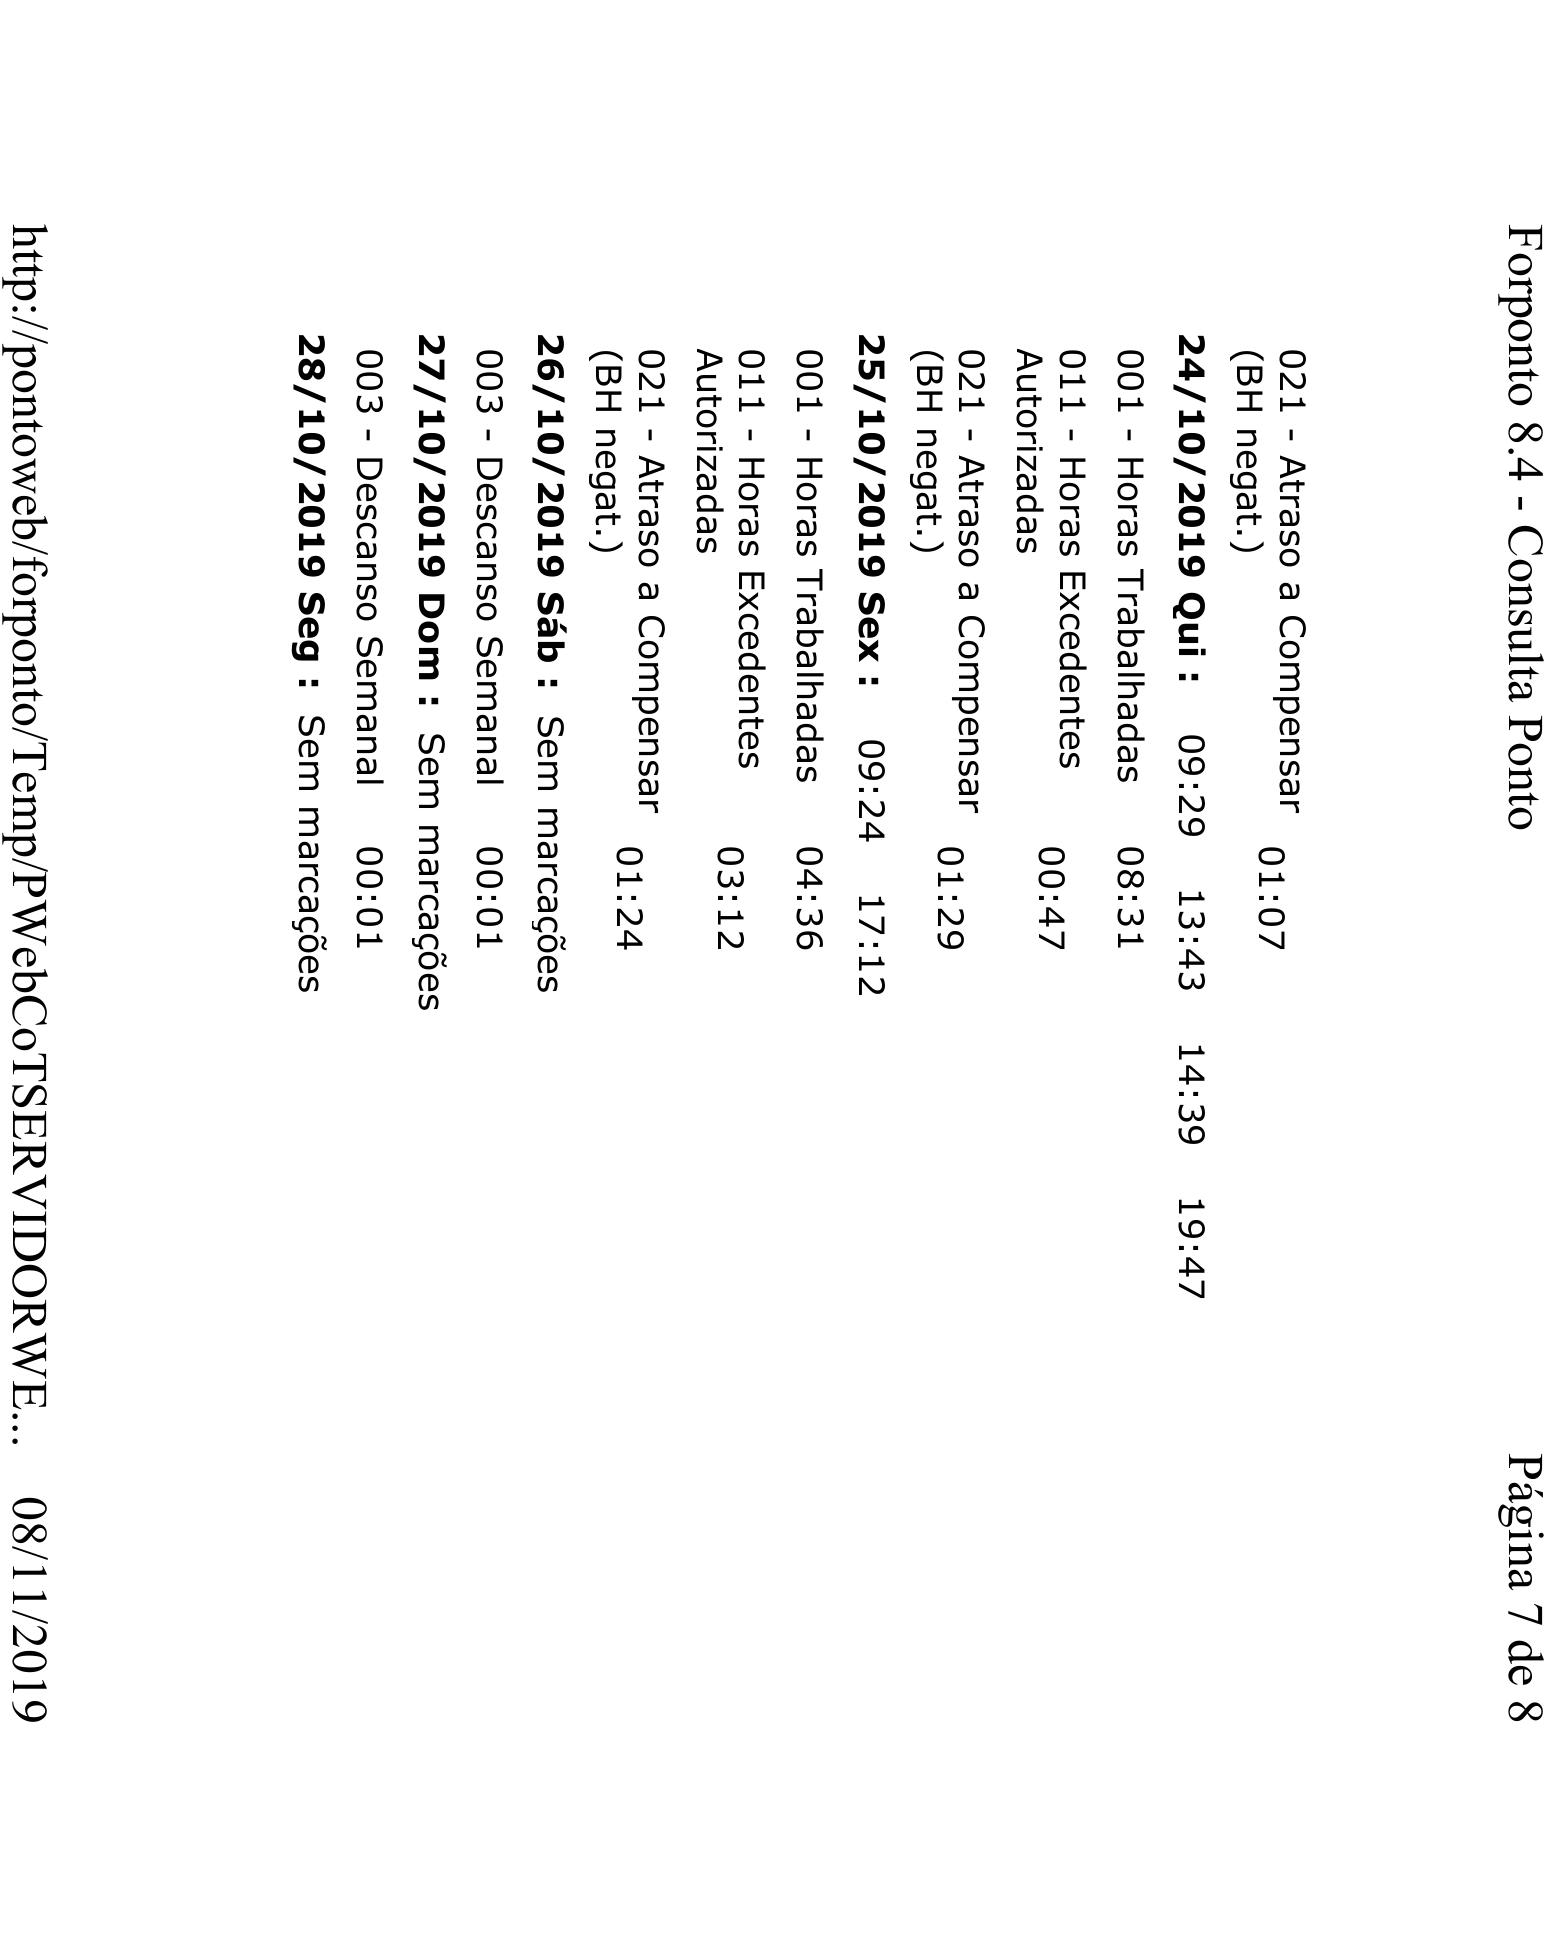 Forponto 8.4 - Consulta Ponto Página 7 de 8
021 - Atraso a Compensar
(BH negat.) 01:07
24/10/2019 Qui : 09:29 13:43 14:39 19:47
001 - Horas Trabalhadas 08:31
011 - Horas Excedentes
Autorizadas 00:47
021 - Atraso a Compensar
(BH negat.) 01:29
25/10/2019 Sex : 09:24 17:12
001 - Horas Trabalhadas 04:36
011 - Horas Excedentes
Autorizadas 03:12
021 - Atraso a Compensar
(BH negat.) 01:24
26/10/2019 Sáb : Sem marcações
003 - Descanso Semanal 00:01
27/10/2019 Dom : Sem marcações
003 - Descanso Semanal 00:01
28/10/2019 Seg : Sem marcações
http://pontoweb/forponto/Temp/PWebCoTSERVIDORWE... 08/11/2019